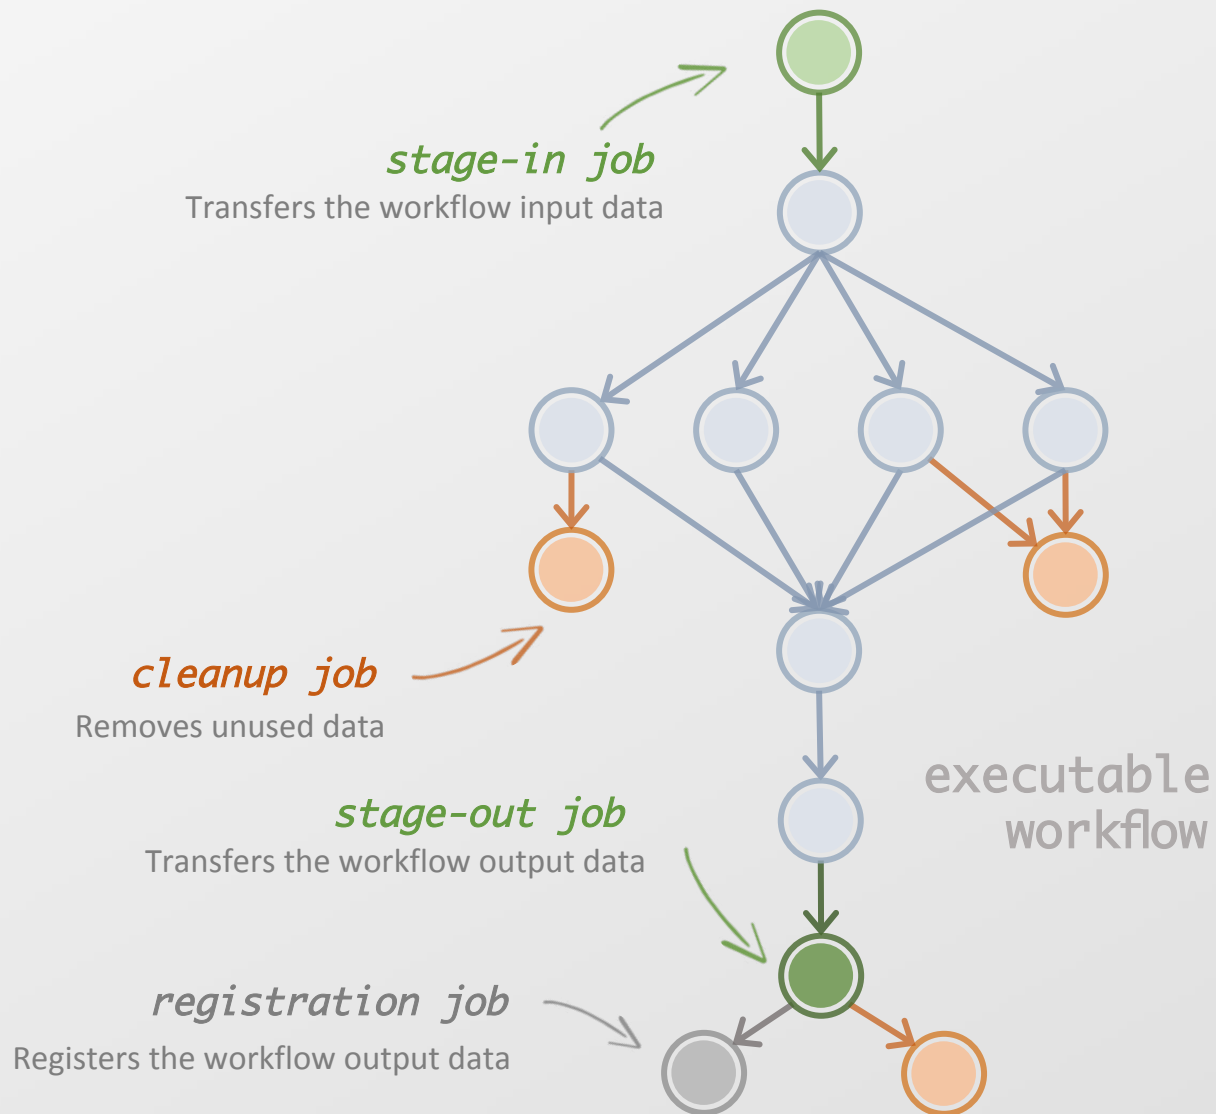 stage-in job
Transfers the workflow input data
cleanup job
Removes unused data
executable
workflow
stage-out job
Transfers the workflow output data
registration job
Registers the workflow output data